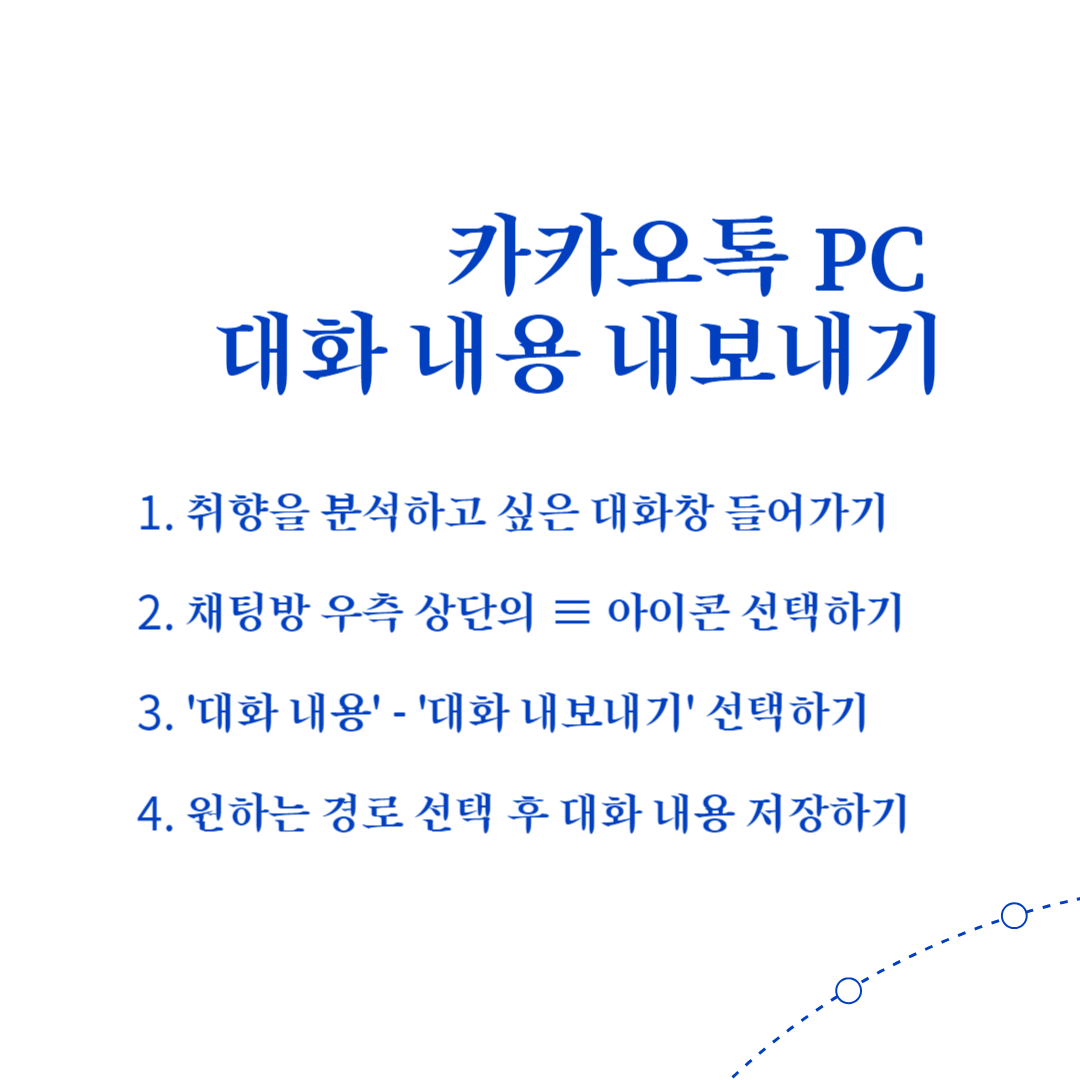 카카오톡 PC
대화 내용 내보내기
1. 취향을 분석하고 싶은 대화창 들어가기
2. 채팅방 우측 상단의 ☰ 아이콘 선택하기
3. '대화 내용' - '대화 내보내기' 선택하기
4. 원하는 경로 선택 후 대화 내용 저장하기